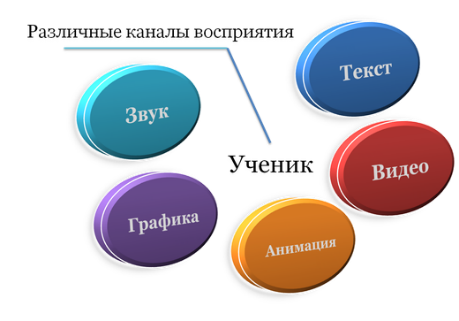 Различные каналы восприятия
Текст
Звук
Ученик
Видео
Графика
Анимация